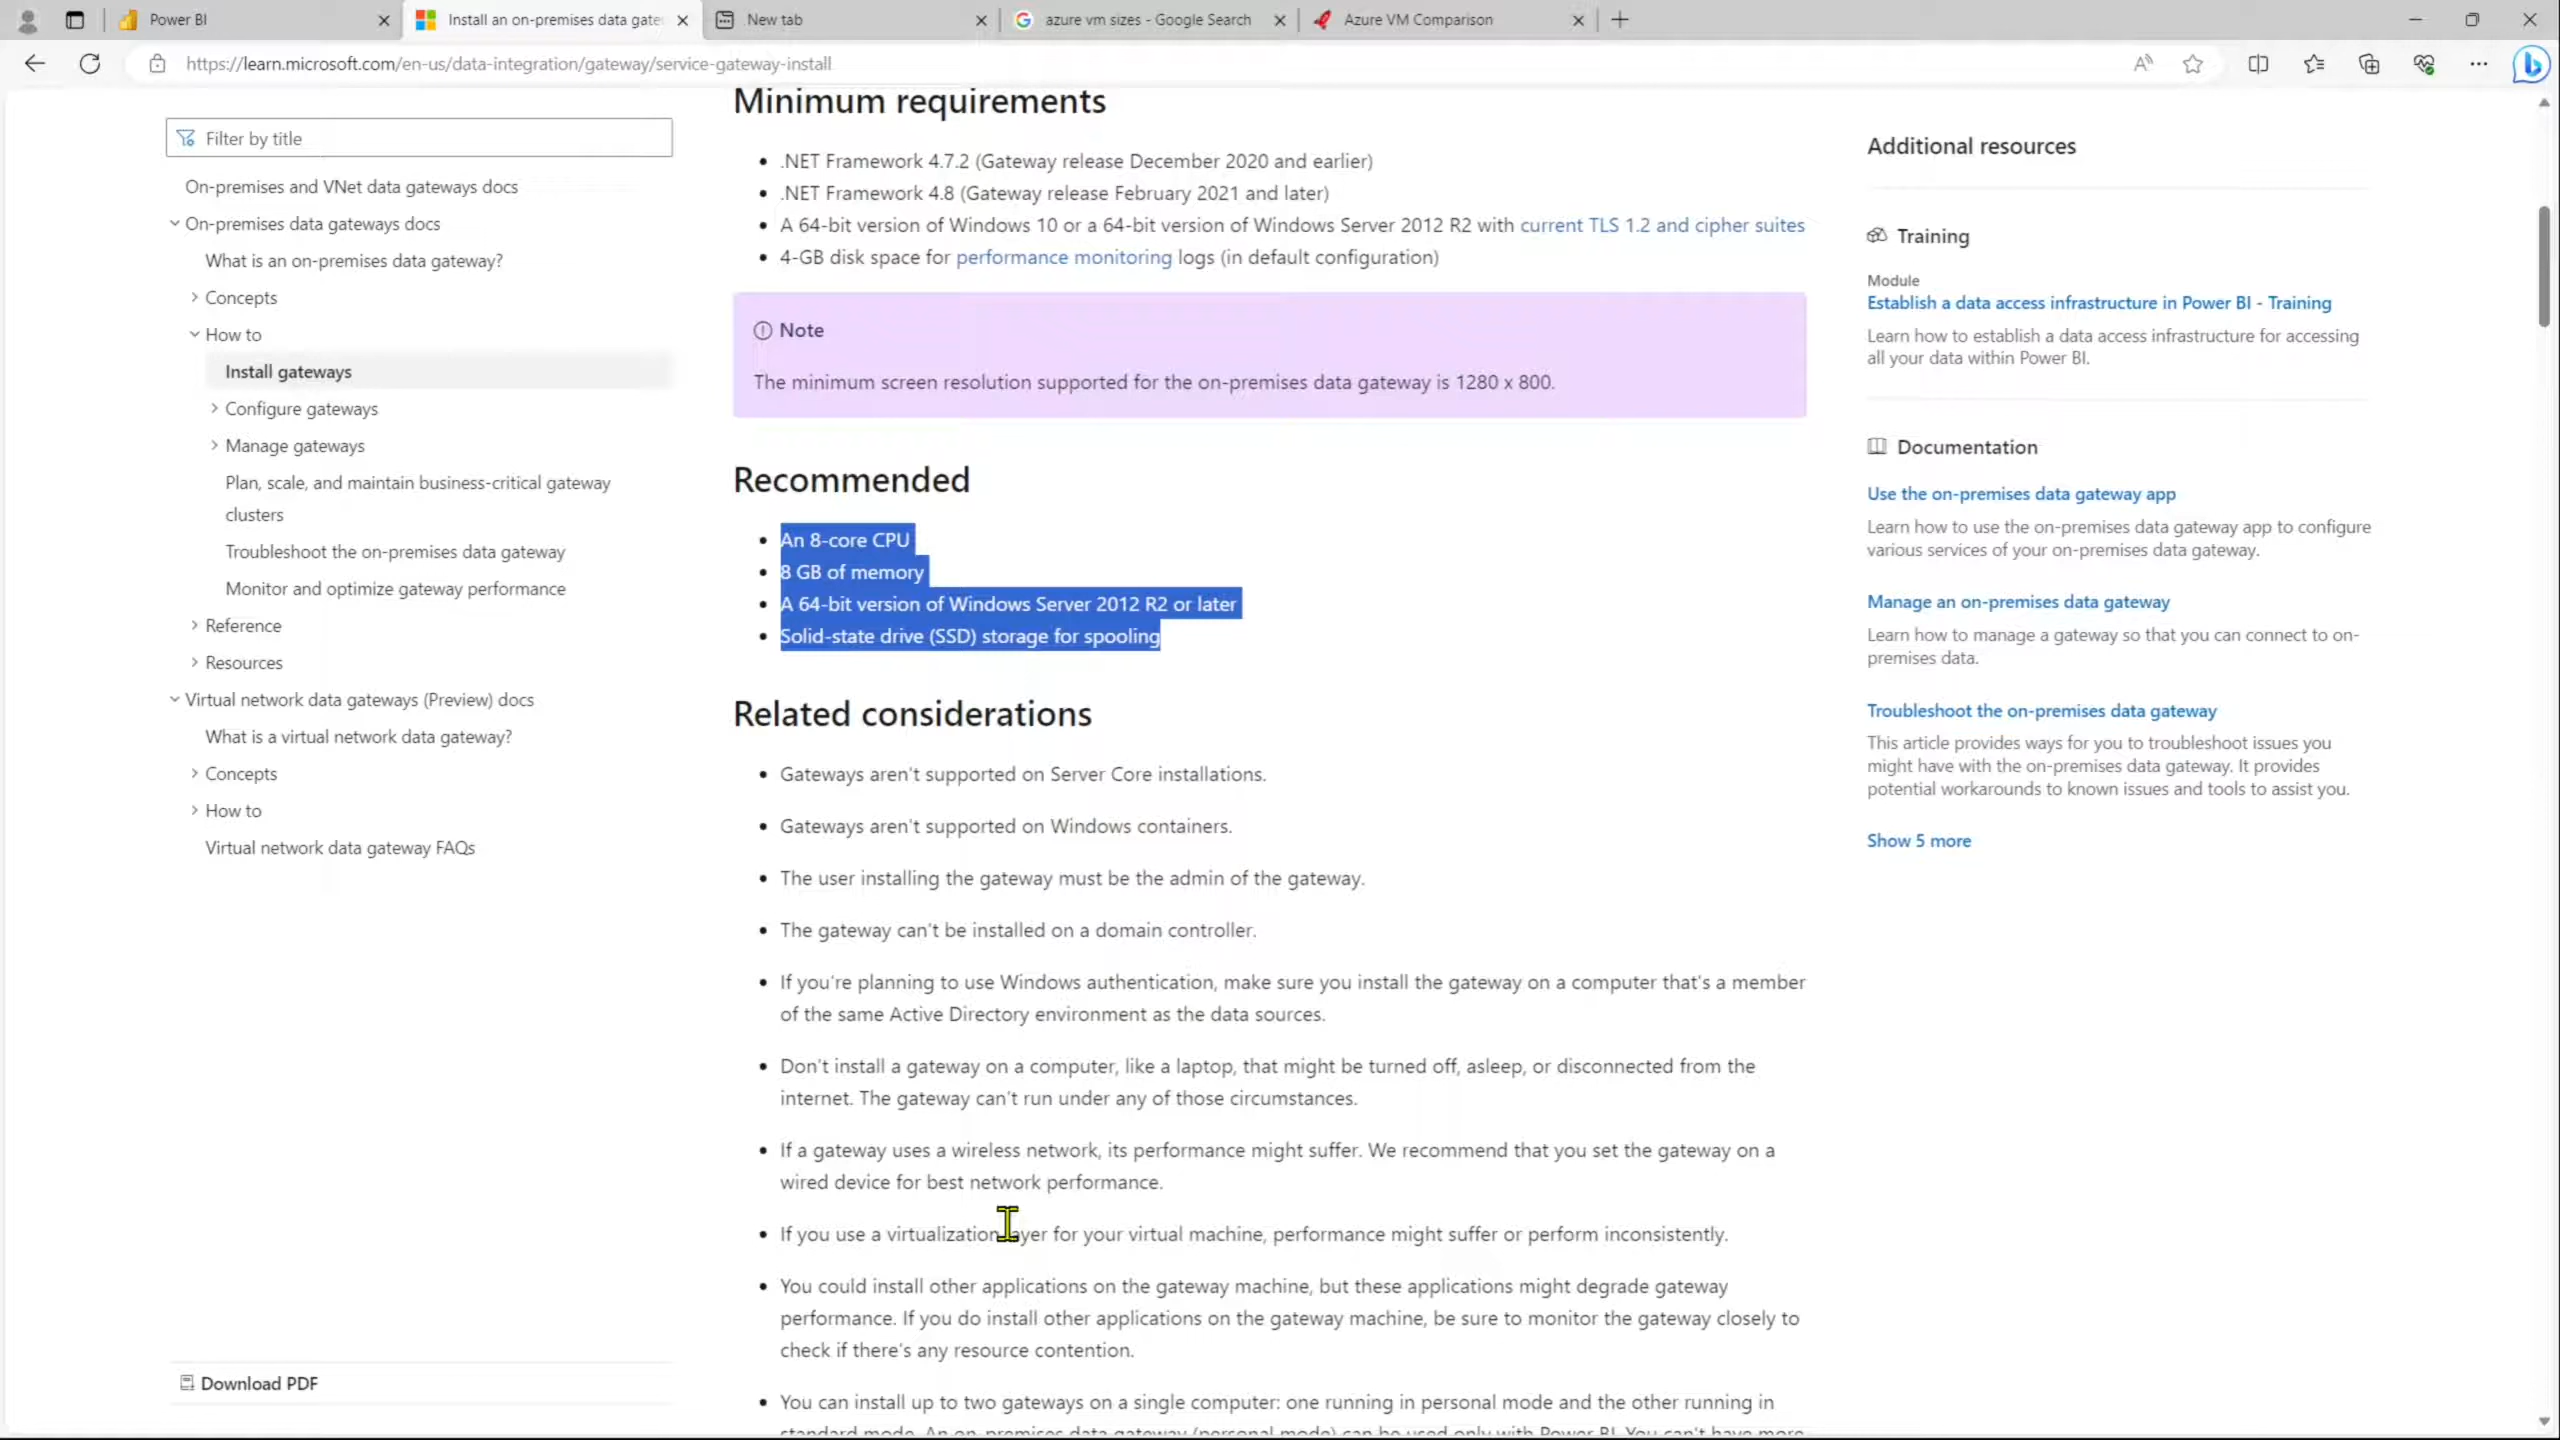 Power BI
Install an on-premises data gate
New tab
azure vm sizes - Google Search
Azure VM Comparison
https://learn.microsoft.com/en-us/data-integration/gateway/service-gateway-install
Filter by title
On-premises and VNet data gateways docs
On-premises data gateways docs
What is an on-premises data gateway?
Concepts
How to
Install gateways
Configure gateways
Manage gateways
Plan, scale, and maintain business-critical gateway
clusters
Troubleshoot the on-premises data gateway
Monitor and optimize gateway performance
Reference
Resources
Virtual network data gateways (Preview) docs
What is a virtual network data gateway?
Concepts
How to
Virtual network data gateway FAQs
Download PDF
Minimum requirements
.NET Framework 4.7.2 (Gateway release December 2020 and earlier)
.NET Framework 4.8 (Gateway release February 2021 and later)
A 64-bit version of Windows 10 or a 64-bit version of Windows Server 2012 R2 with current TLS 1.2 and cipher suites
4-GB disk space for performance monitoring logs (in default configuration)
Note
The minimum screen resolution supported for the on-premises data gateway is 1280 x 800.
Recommended
An 8-core CPU
8 GB of memory
A 64-bit version of Windows Server 2012 R2 or later
Solid-state drive (SSD) storage for spooling
Related considerations
Gateways aren't supported on Server Core installations.
Gateways aren't supported on Windows containers.
The user installing the gateway must be the admin of the gateway.
The gateway can't be installed on a domain controller.
If you're planning to use Windows authentication, make sure you install the gateway on a computer that's a member
of the same Active Directory environment as the data sources.
Don't install a gateway on a computer, like a laptop, that might be turned off, asleep, or disconnected from the
internet. The gateway can't run under any of those circumstances.
If a gateway uses a wireless network, its performance might suffer. We recommend that you set the gateway on a
wired device for best network performance.
If you use a virtualization layer for your virtual machine, performance might suffer or perform inconsistently.
You could install other applications on the gateway machine, but these applications might degrade gateway
performance. If you do install other applications on the gateway machine, be sure to monitor the gateway closely to
check if there's any resource contention.
You can install up to two gateways on a single computer: one running in personal mode and the other running in
standard mode. An on-premises data gateway (personal mode) can be used only with Power BI. You can't have more
Additional resources
Training
Module
Establish a data access infrastructure in Power BI - Training
Learn how to establish a data access infrastructure for accessing
all your data within Power BI.
Documentation
Use the on-premises data gateway app
Learn how to use the on-premises data gateway app to configure
various services of your on-premises data gateway.
Manage an on-premises data gateway
Learn how to manage a gateway so that you can connect to on-
premises data.
Troubleshoot the on-premises data gateway
This article provides ways for you to troubleshoot issues you
might have with the on-premises data gateway. It provides
potential workarounds to known issues and tools to assist you.
Show 5 more